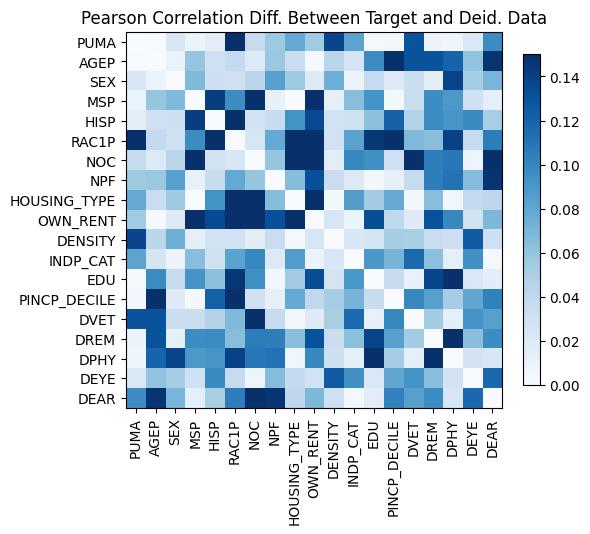 Pearson Correlation Diff. Between Target and Deid. Data
PUMA
AGEP
SEX
MSP
HISP
RAC1P
NOC
NPF
HOUSING_TYPE
OWN_RENT
DENSITY
INDP_CAT
EDU
PINCP_DECILE
DVET
DREM
DPHY
DEYE
DEAR
PUMA
AGEP
SEX
MSP
HISP
RAC1P
NOC
NPF
HOUSING_TYPE
OWN_RENT
DENSITY
INDP_CAT
EDU
PINCP_DECILE
DVET
DREM
DPHY
DEYE
DEAR
0.14
0.12
0.10
0.08
0.06
0.04
0.02
0.00